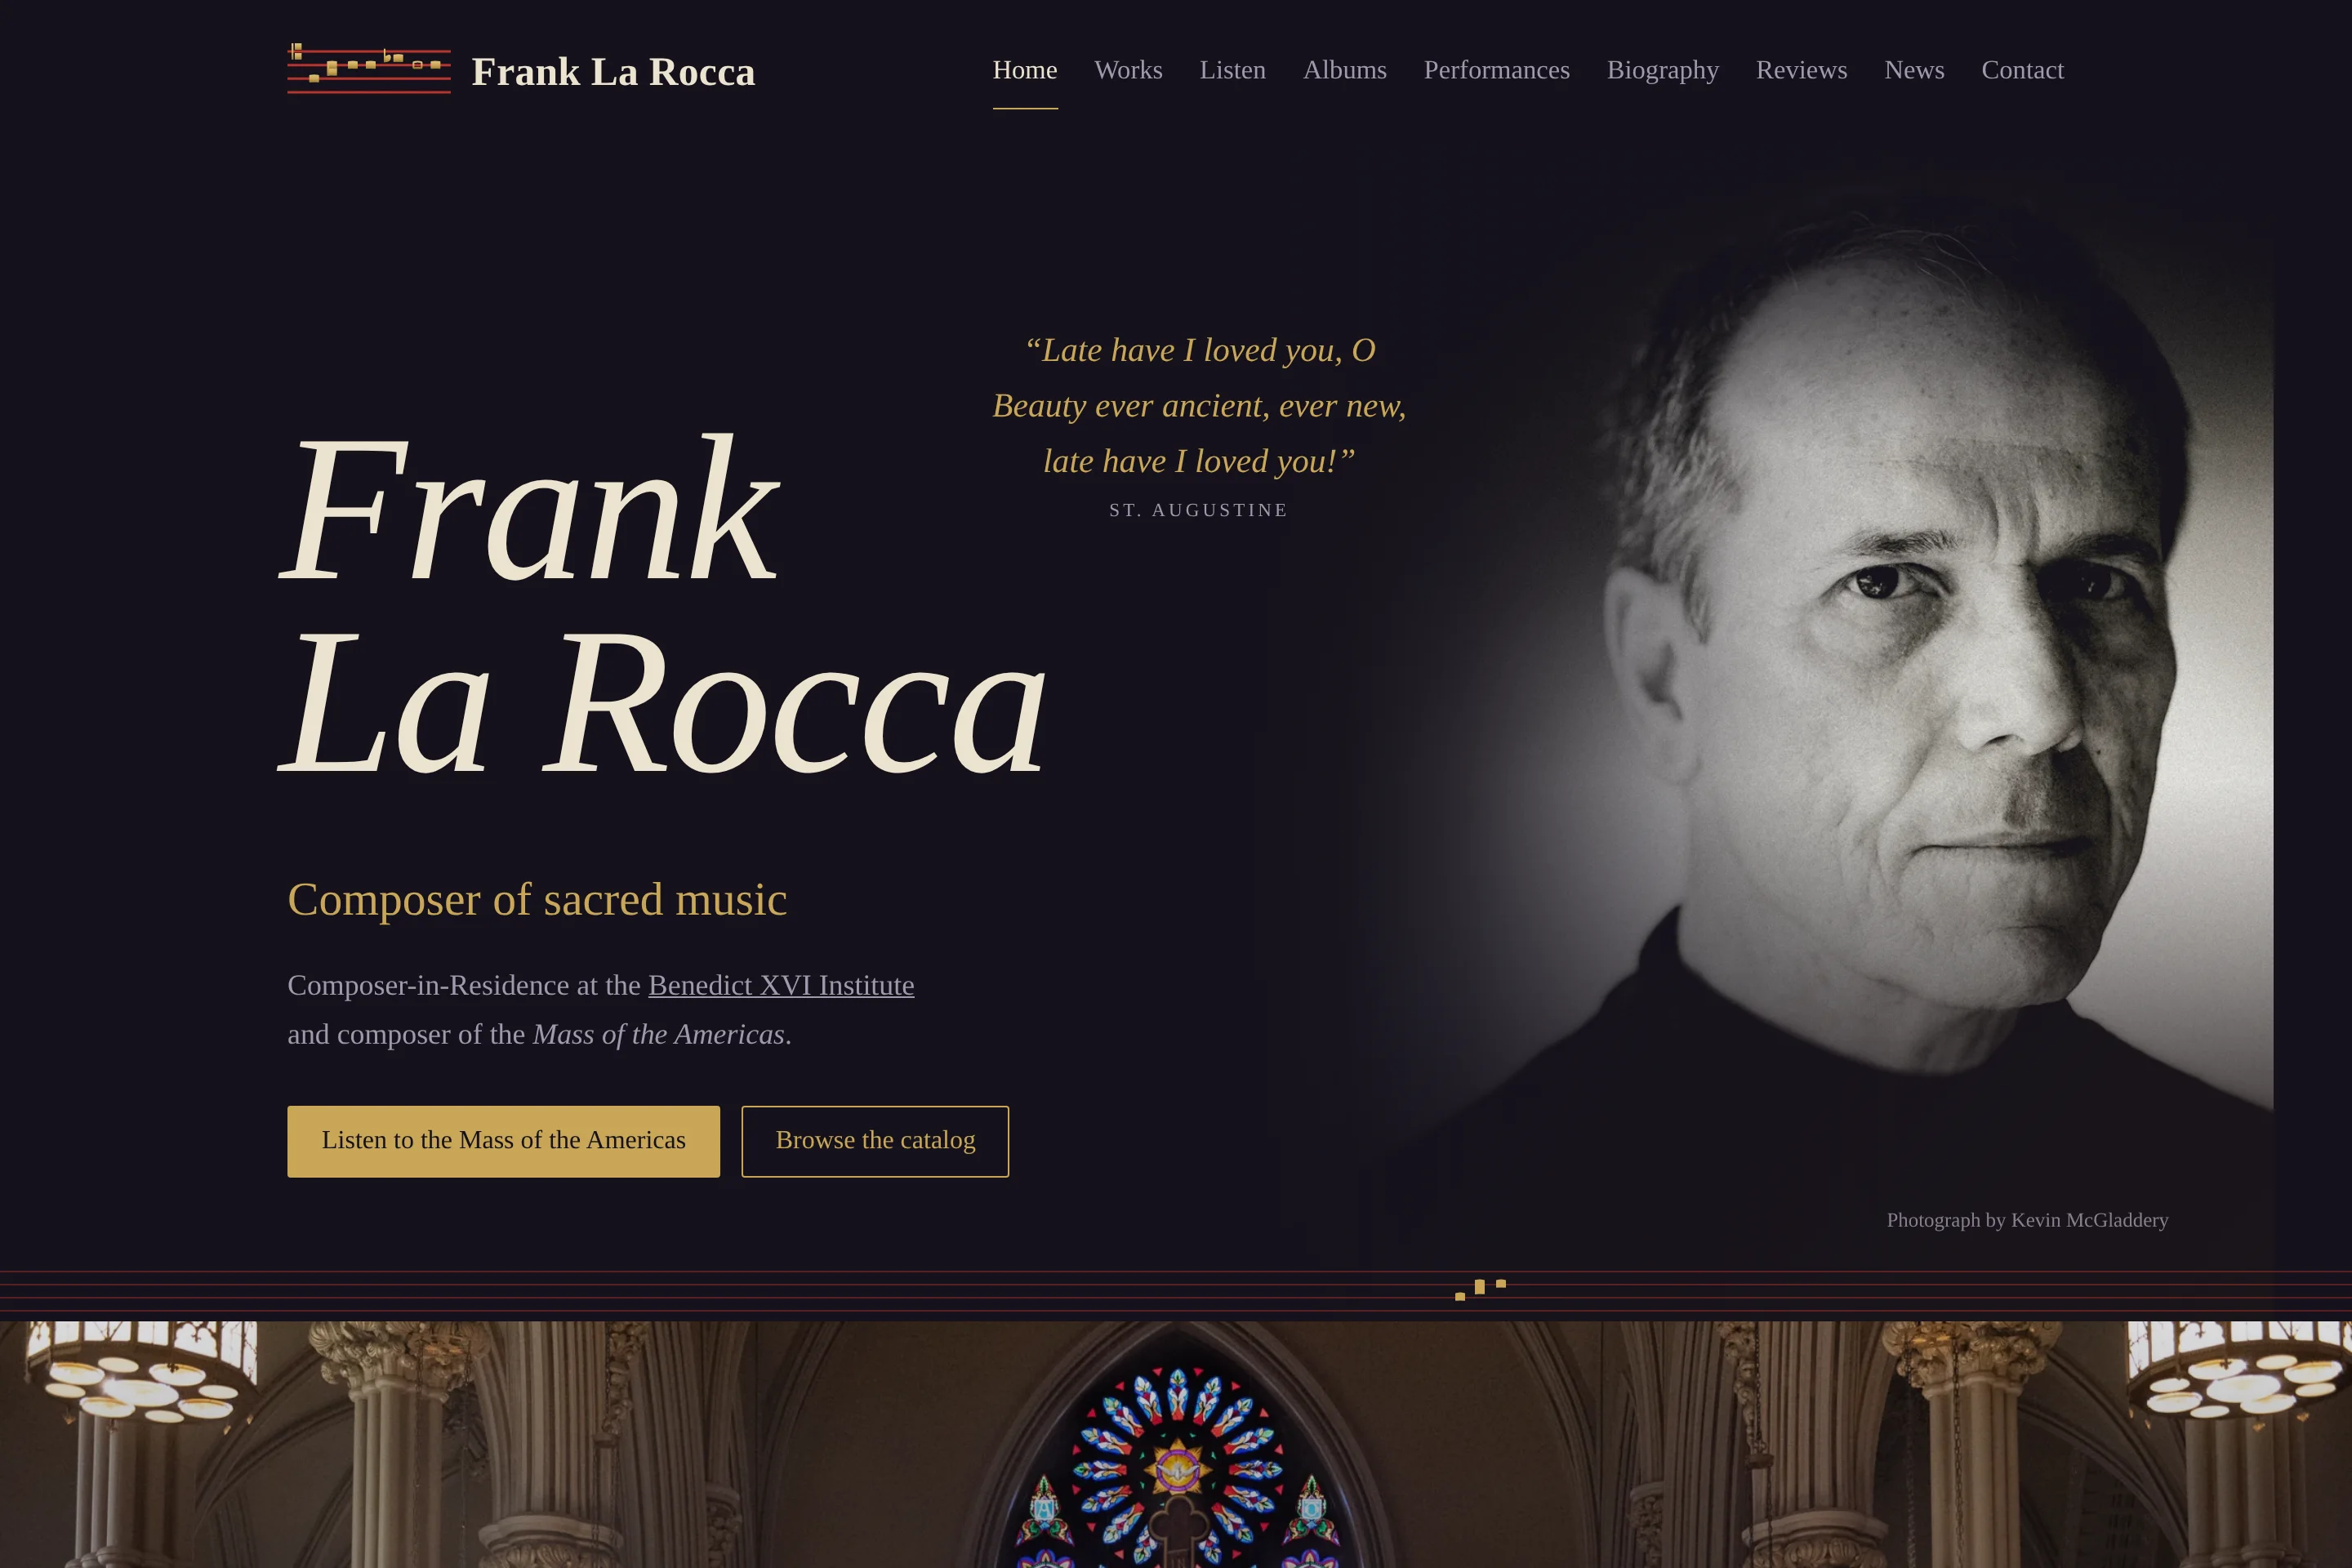 Frank La Rocca
Home Works Listen Albums Performances Biography Reviews News Contact
“Late have I loved you, O
Beauty ever ancient, ever new,
late have I loved you!”
ST. AUGUSTINE
Frank
La Rocca
Composer of sacred music
Composer-in-Residence at the Benedict XVI Institute
and composer of the Mass of the Americas.
Listen to the Mass of the Americas
Browse the catalog
Photograph by Kevin McGladdery